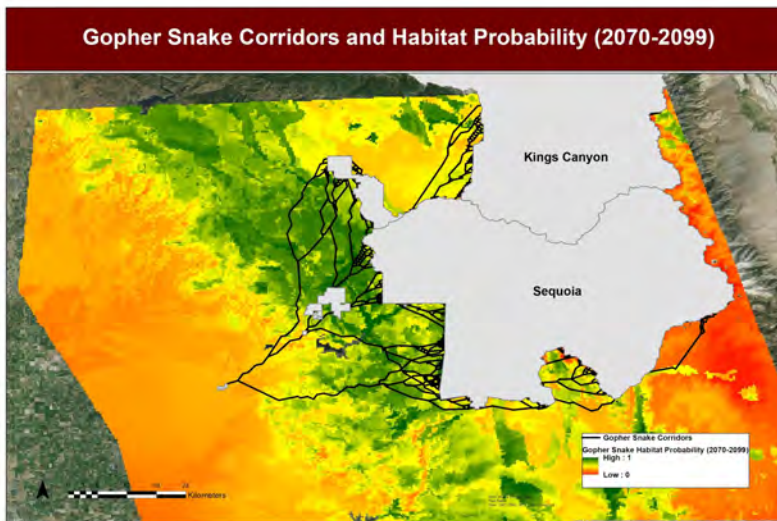 Gopher Snake Corridors and Habitat Probability (2070-2099)
Kings Canyon
Sequoia
Gopher Snake Corridors
Gopher Snake Habitat Probability (2070-2099)
High : 1
Low : 0
Kilometers